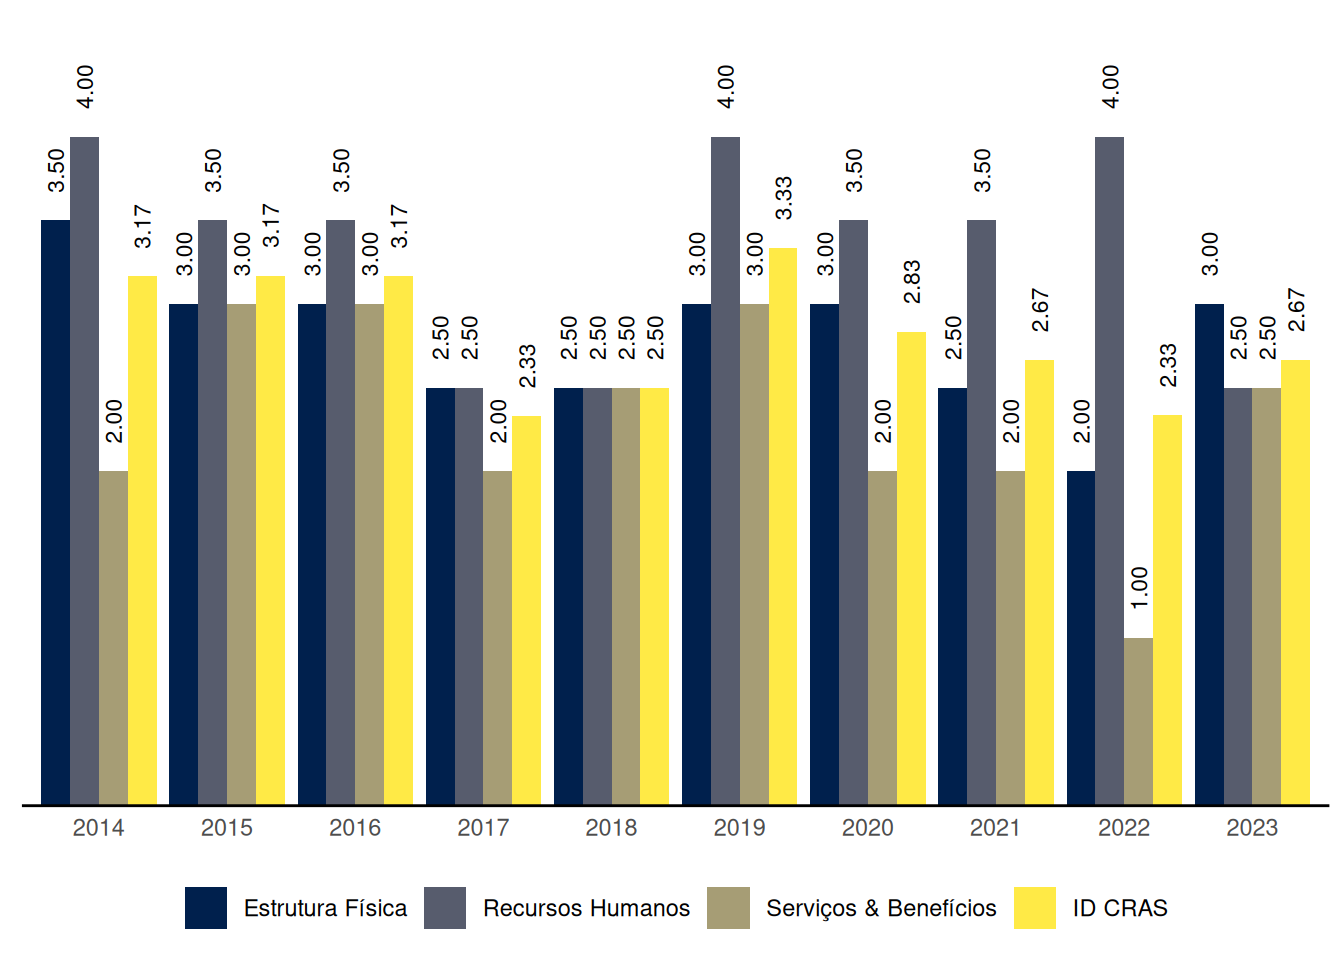 3.50 4.00 2.00 3.17
3.00 3.50 3.00 3.17
3.00 3.50 3.00 3.17
2.50 2.50 2.00 2.33
2.50 2.50 2.50 2.50
3.00 4.00 3.00 3.33
3.00 3.50 2.00 2.83
2.50 3.50 2.00 2.67
2.00 4.00 1.00 2.33
3.00 2.50 2.50 2.67
2014 2015 2016 2017 2018 2019 2020 2021 2022 2023
Estrutura Física Recursos Humanos Serviços & Benefícios ID CRAS